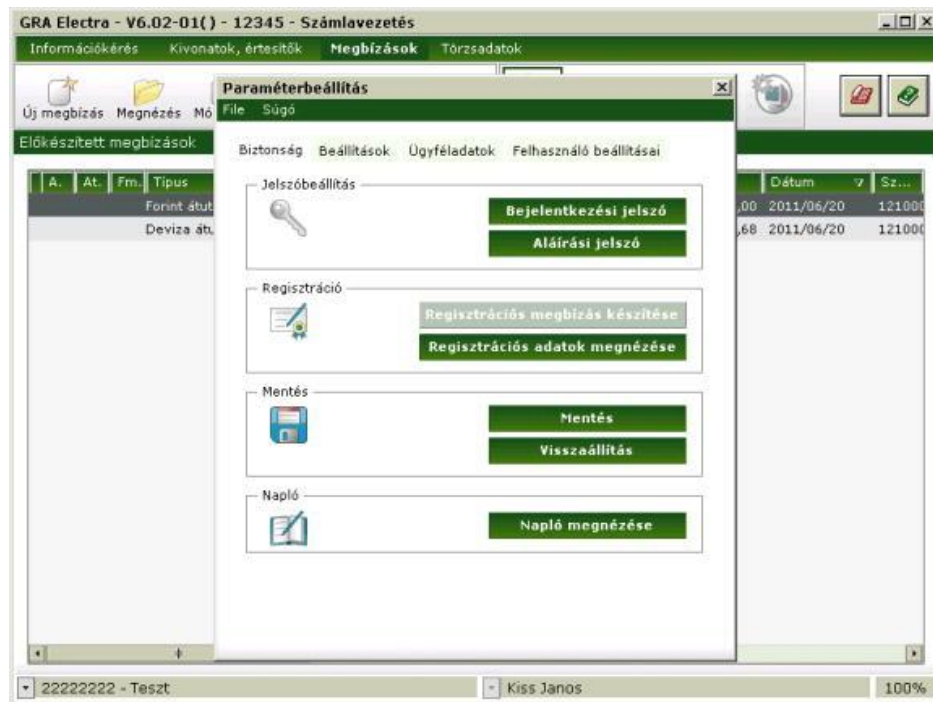 GRA Electra - V6.02-01( ) - 12345 - Számlavezetés
Információkérés Kivonatok, értesítők Megbízások Törzsadatok
Új megbízás Megnézés Mó
Előkészített megbízások
A. At. Fm. Típus Dátum Sz...
Forint átut ,00 2011/06/20 121000
Deviza átu ,68 2011/06/20 121000
Paraméterbeállítás
File Súgó
Biztonság Beállítások Ügyféladatok Felhasználó beállításai
Jelszóbeállítás
Bejelentkezési jelszó
Aláírási jelszó
Regisztráció
Regisztrációs megbízás készítése
Regisztrációs adatok megnézése
Mentés
Mentés
Visszaállítás
Napló
Napló megnézése
22222222 - Teszt Kiss Janos 100%